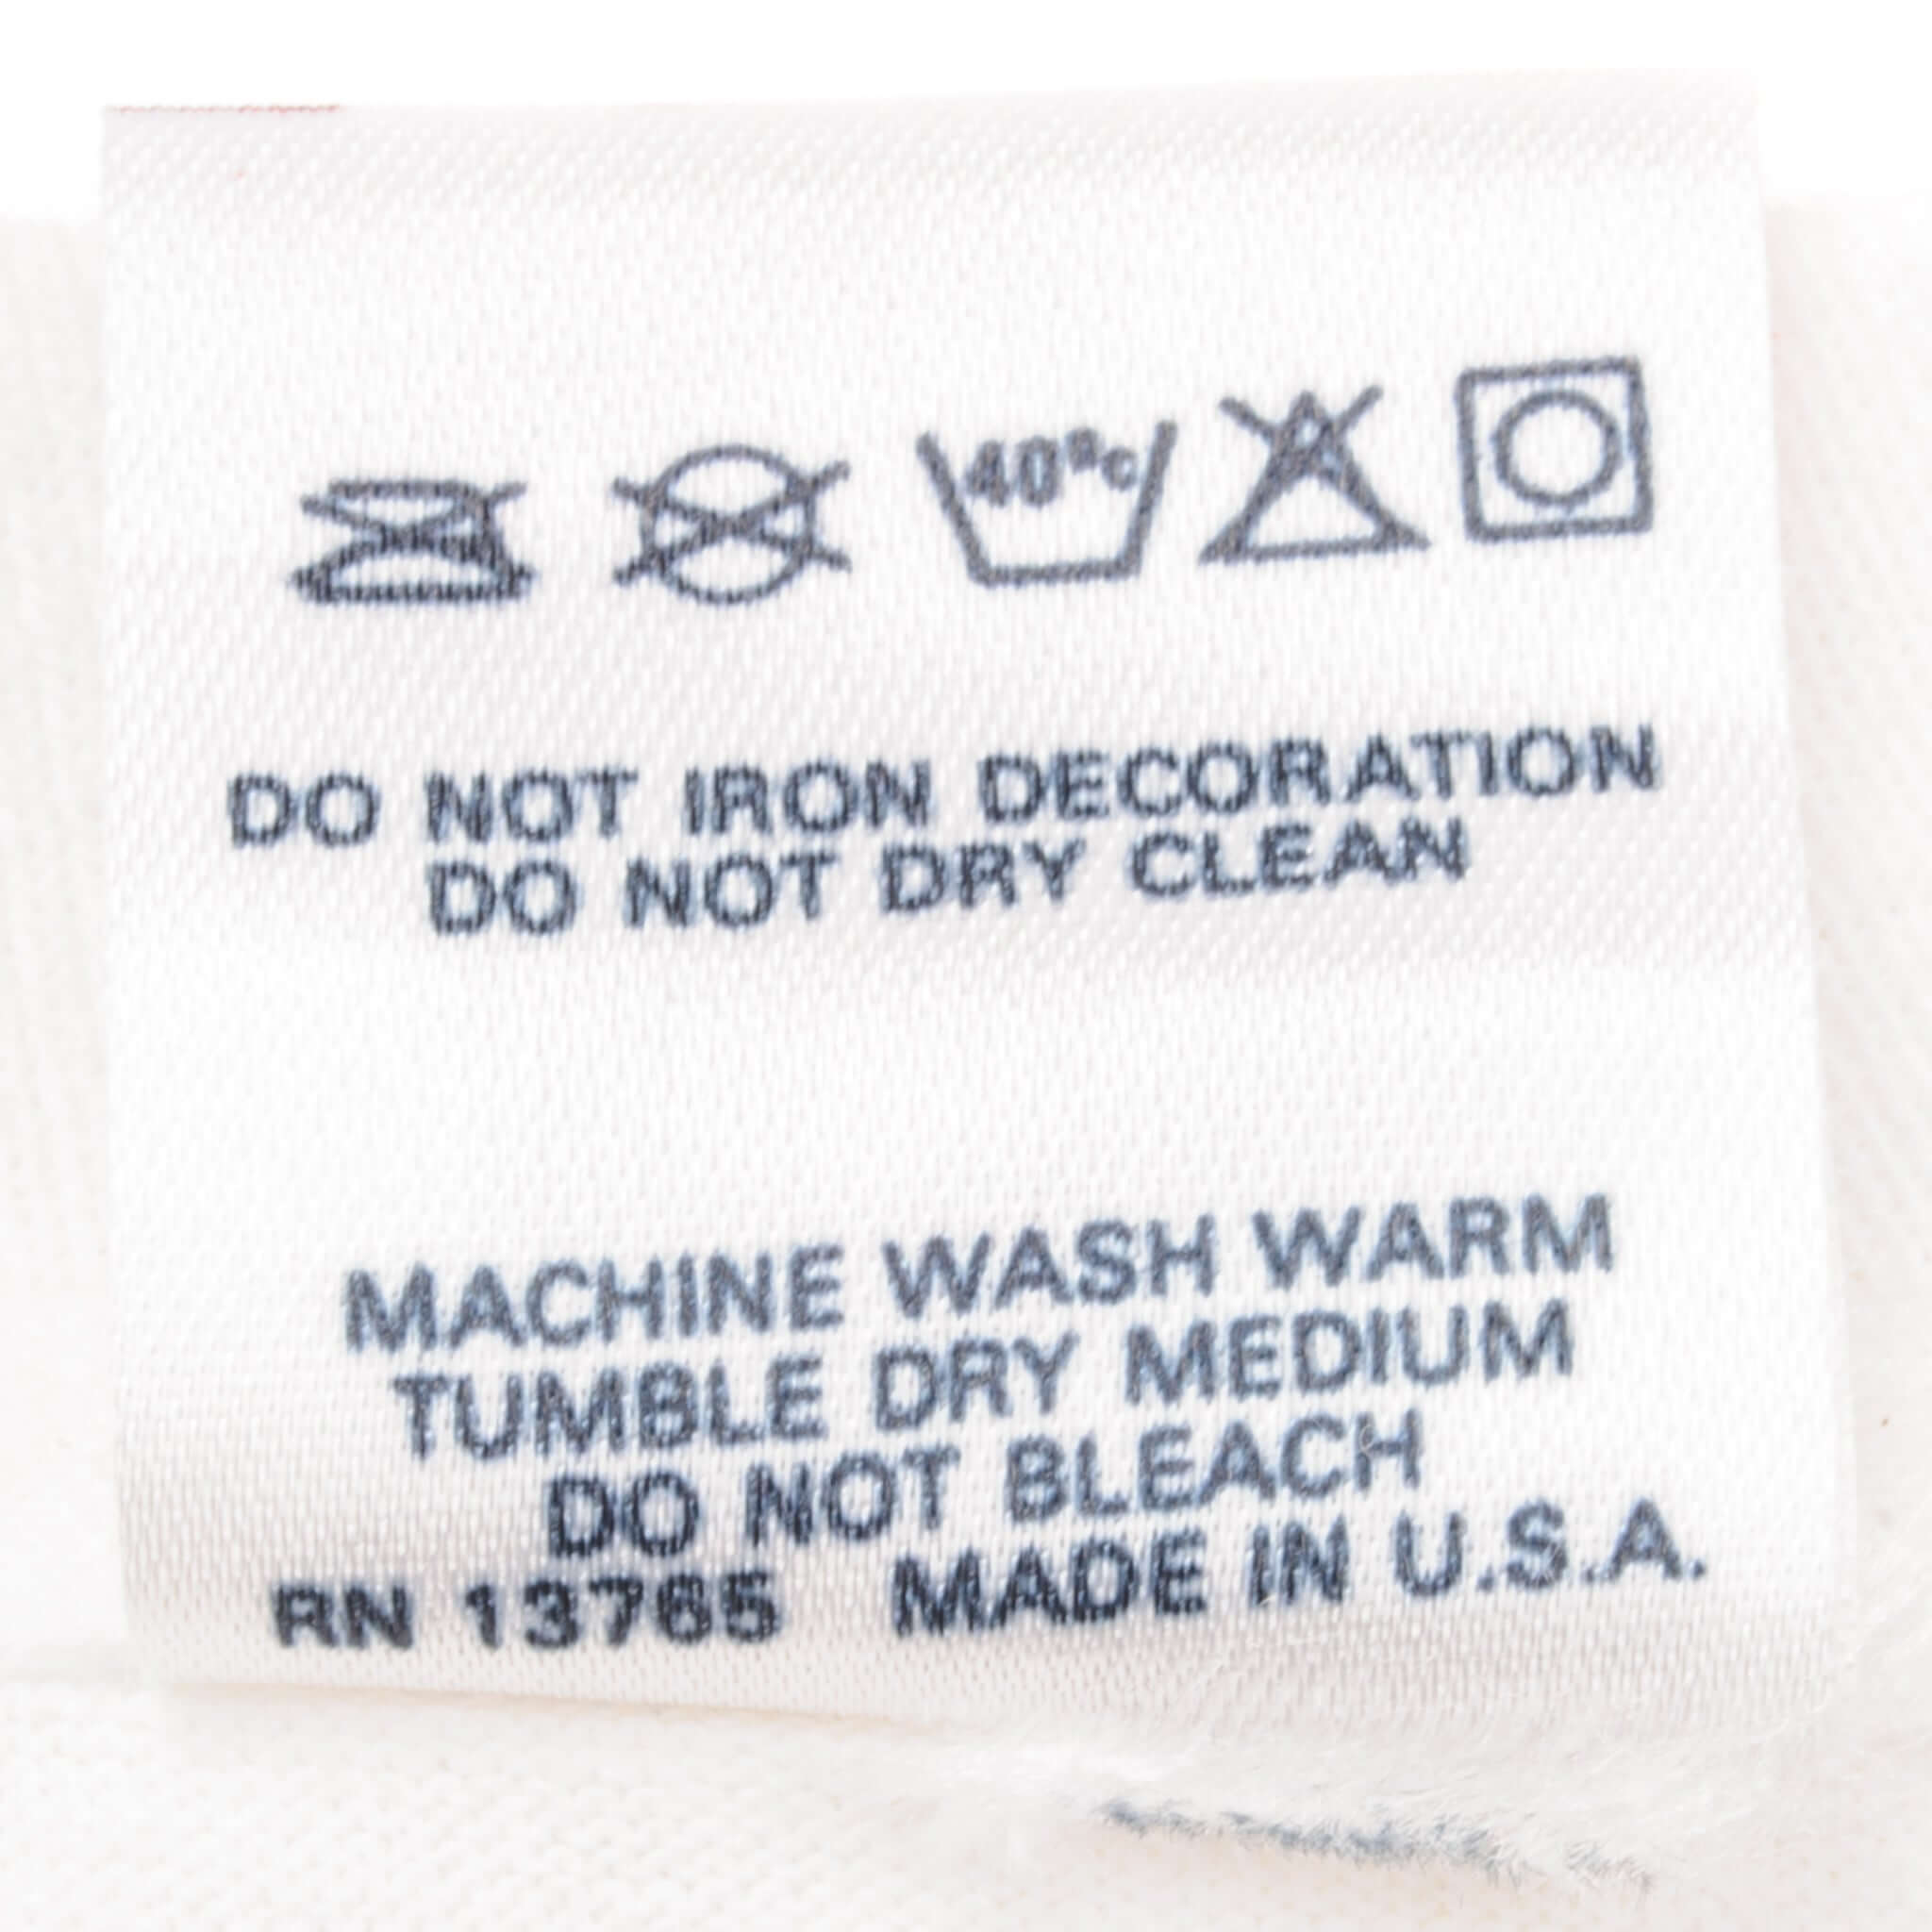 40°C
DO NOT IRON DECORATION
DO NOT DRY CLEAN
MACHINE WASH WARM
TUMBLE DRY MEDIUM
DO NOT BLEACH
RN 13765 MADE IN U.S.A.